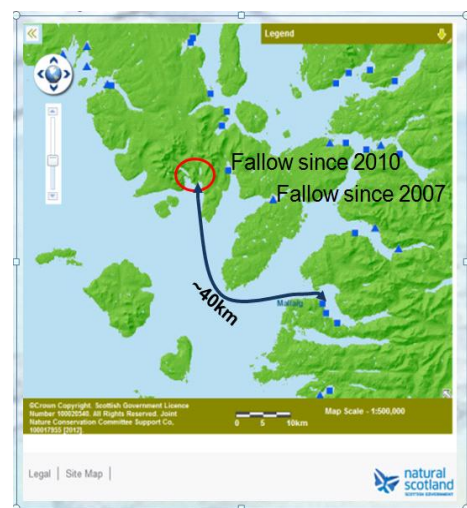 Legend
Fallow since 2010
Fallow since 2007
~40km
Mallaig
©Crown Copyright. Scottish Government Licence
Number 100020540. All Rights Reserved. Joint
Nature Conservation Committee Support Co,
100017955 [2012].
0 5 10km
Map Scale - 1:500,000
Legal | Site Map |
natural
scotland
SCOTTISH GOVERNMENT